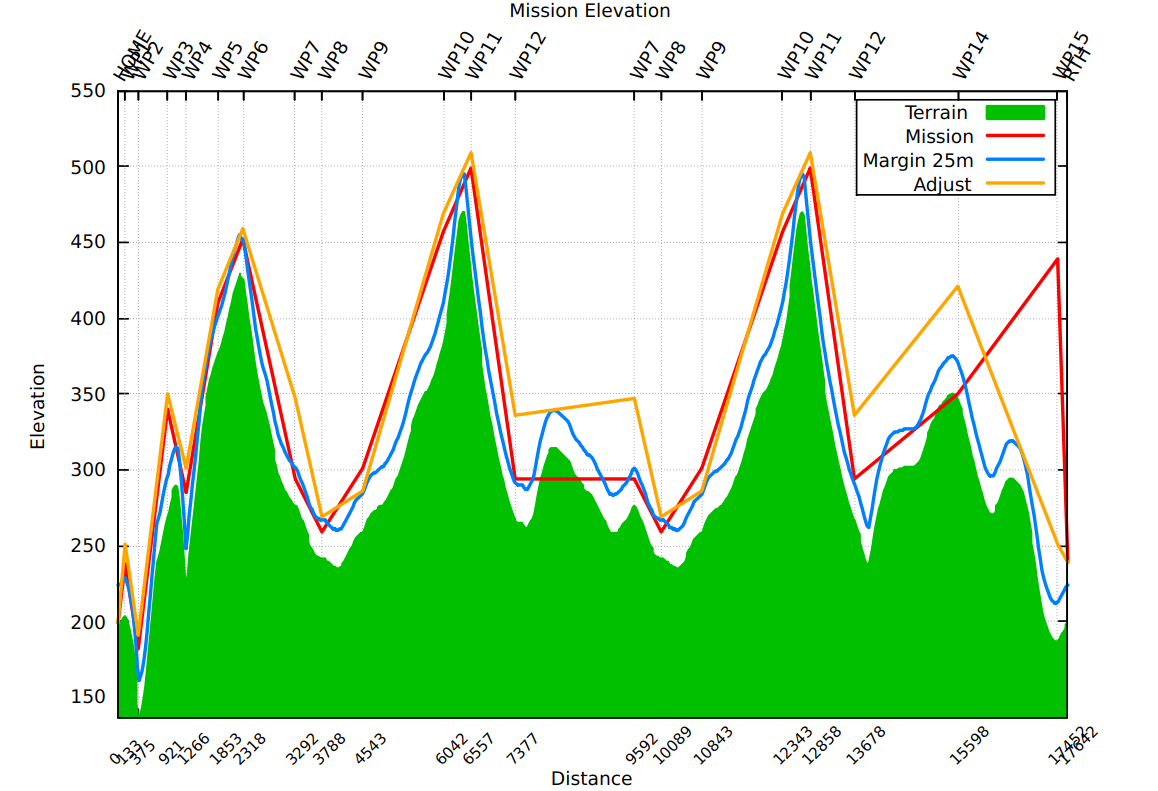 Mission Elevation
HOME WP2 WP3 WP4 WP5 WP6 WP7 WP8 WP9 WP10 WP11 WP12 WP7 WP8 WP9 WP10 WP11 WP12 WP14 WP15 RTH
550
500
450
400
350
300
250
200
150
Elevation
Terrain
Mission
Margin 25m
Adjust
0 133 375 921 1266 1853 2318 3292 3788 4543 6042 6557 7377 9592 10089 10843 12343 12858 13678 15598 17642
Distance